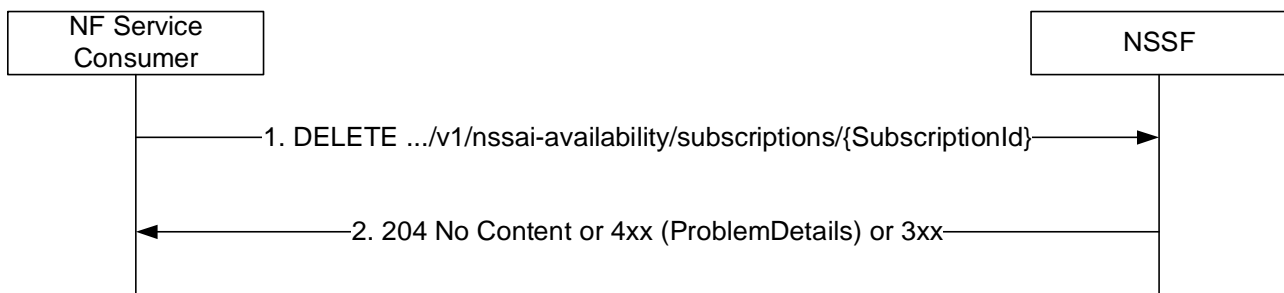 NF Service
Consumer
NSSF
1. DELETE .../v1/nssai-availability/subscriptions/{SubscriptionId}
2. 204 No Content or 4xx (ProblemDetails) or 3xx